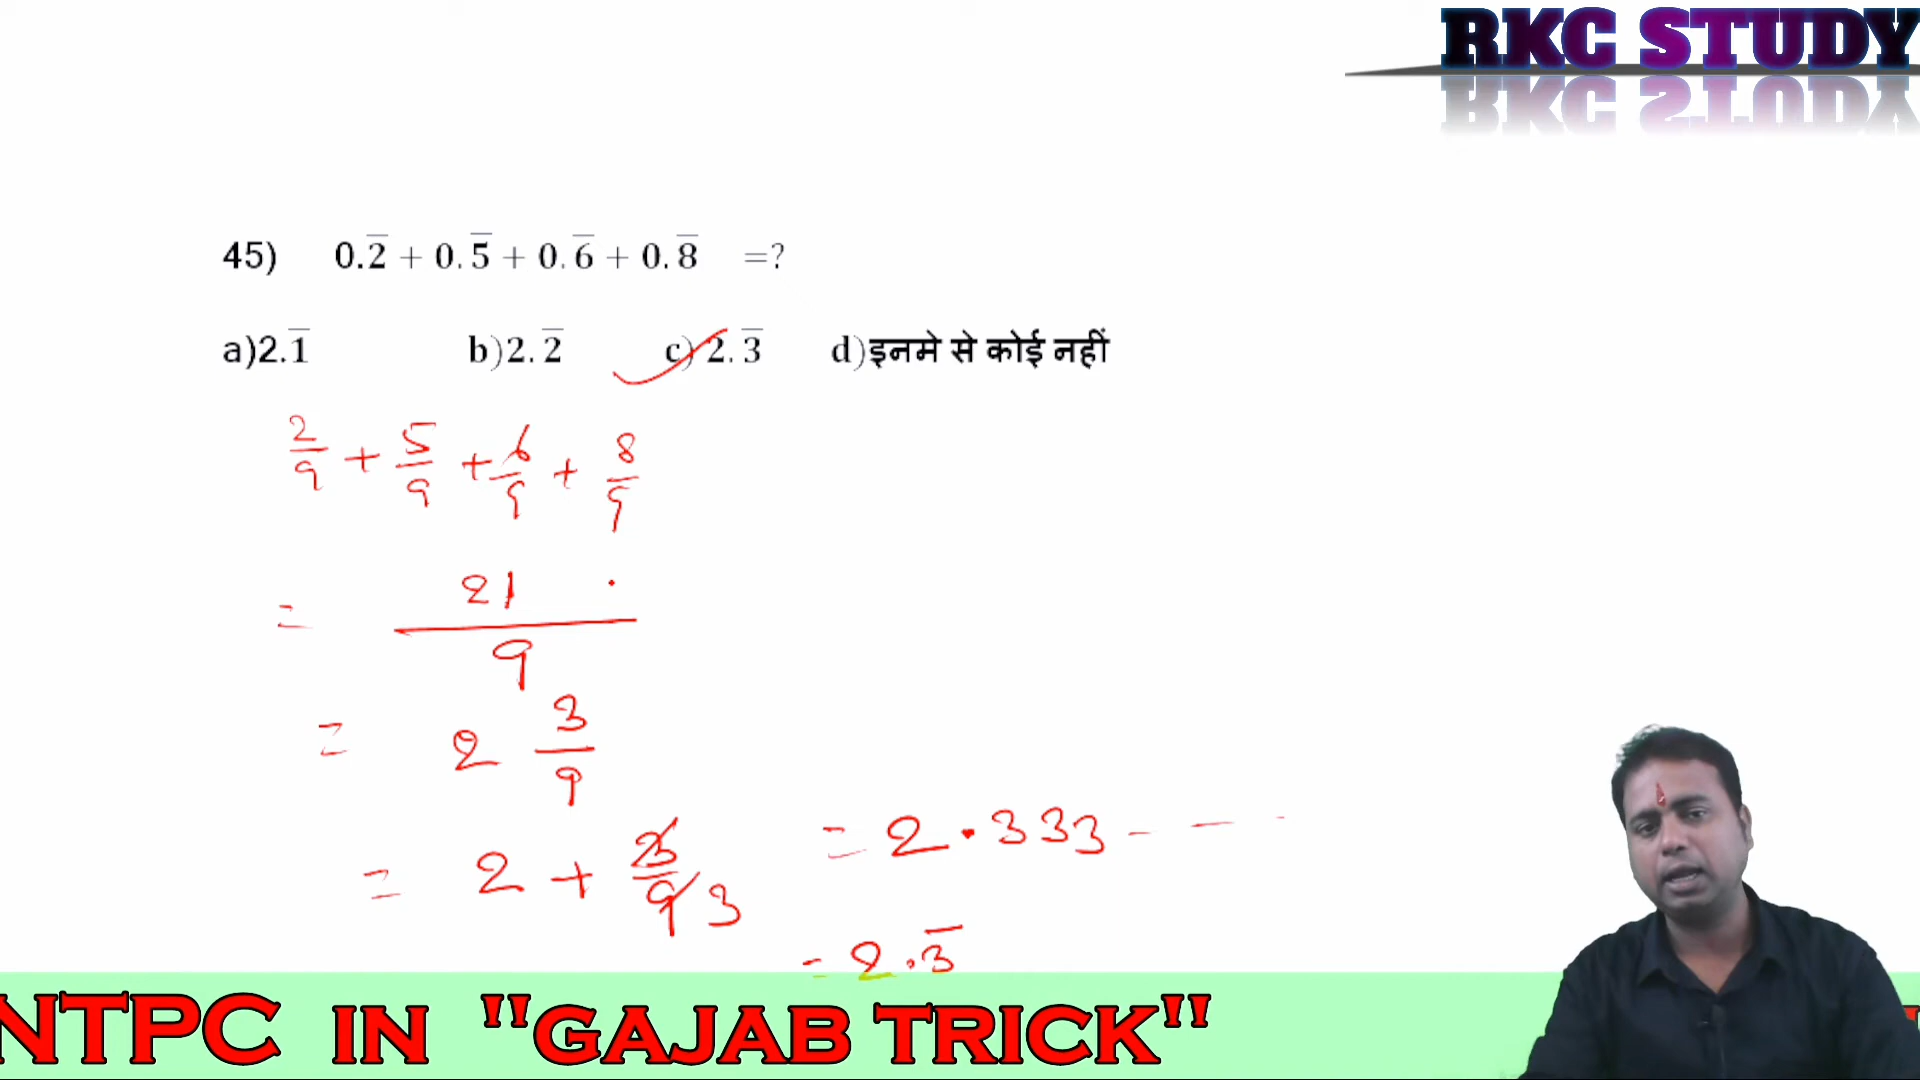 RKC STUDY
45) 0.2̅ + 0.5̅ + 0.6̅ + 0.8̅ =?
a)2.1̅ b)2.2̅ c) 2.3̅ d)इनमे से कोई नहीं
2/9 + 5/9 + 6/9 + 8/9
= 21/9
= 2 3/9
= 2 + 3/9 3
= 2.333 - - -
= 2.3̅
NTPC IN "GAJAB TRICK"